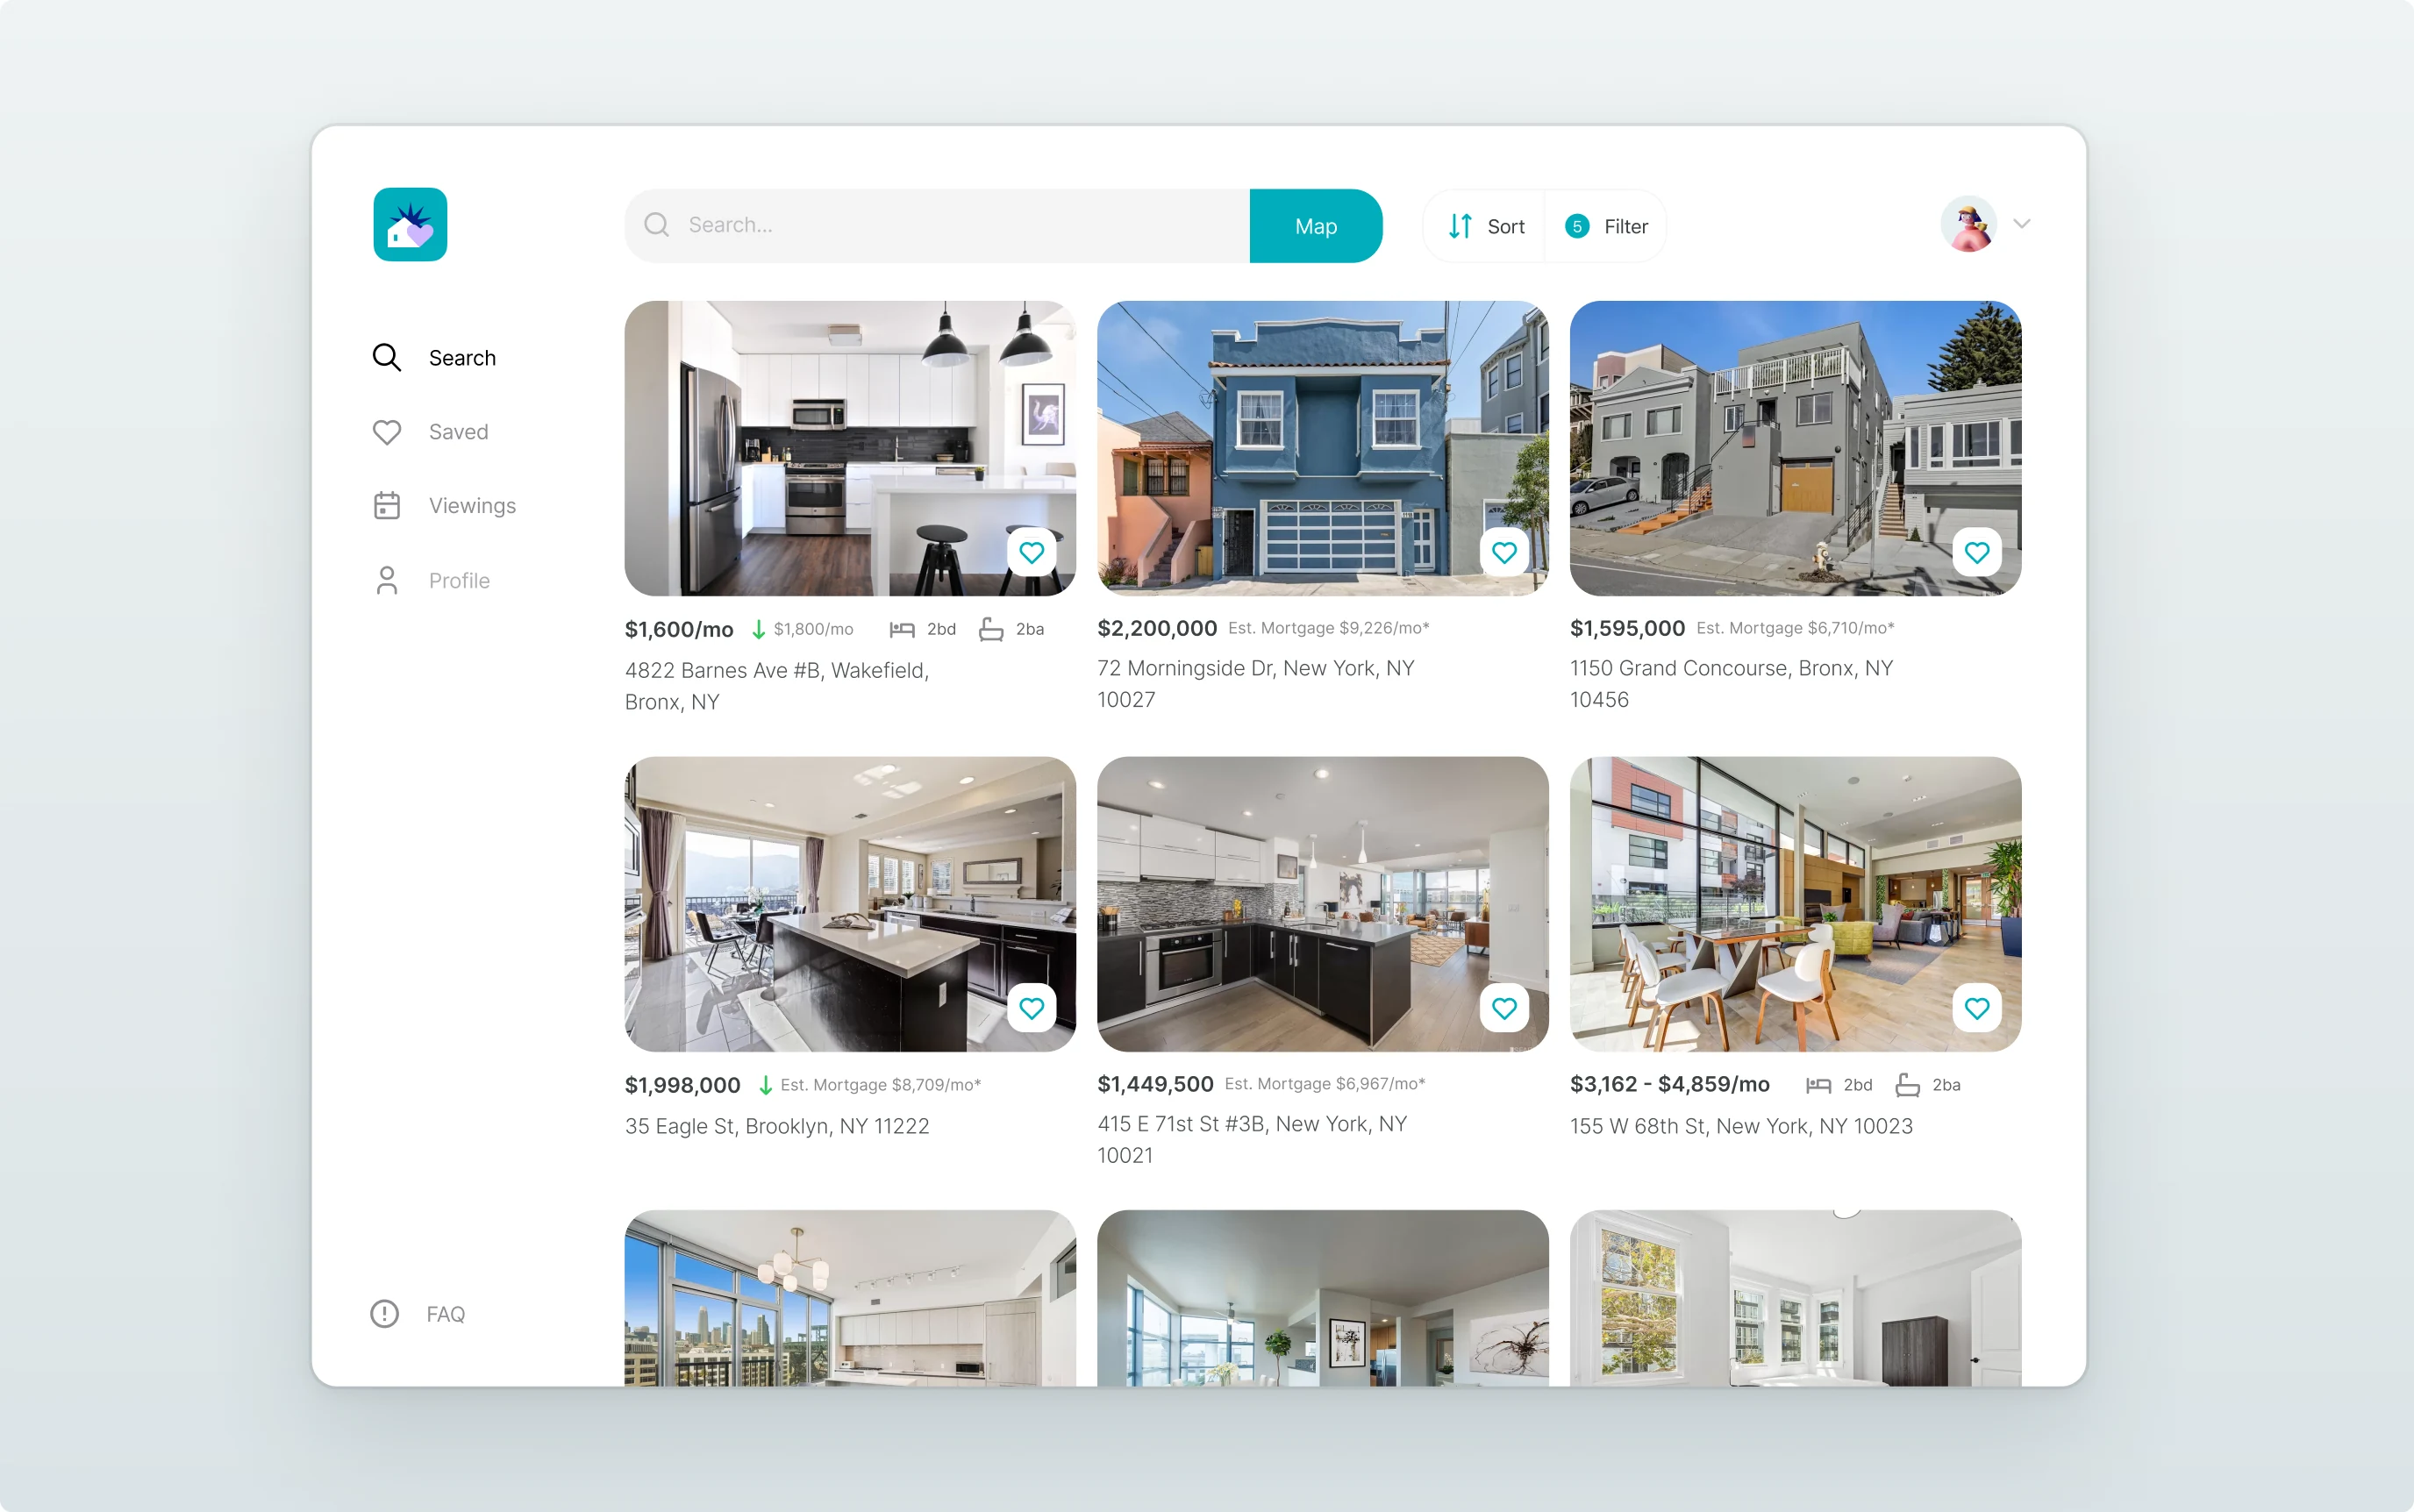 Search...
Map
Sort
5
Filter
Search
Saved
Viewings
Profile
$1,600/mo $1,800/mo 2bd 2ba
4822 Barnes Ave #B, Wakefield,
Bronx, NY
$2,200,000 Est. Mortgage $9,226/mo*
72 Morningside Dr, New York, NY
10027
$1,595,000 Est. Mortgage $6,710/mo*
1150 Grand Concourse, Bronx, NY
10456
$1,998,000 Est. Mortgage $8,709/mo*
35 Eagle St, Brooklyn, NY 11222
$1,449,500 Est. Mortgage $6,967/mo*
415 E 71st St #3B, New York, NY
10021
$3,162 - $4,859/mo 2bd 2ba
155 W 68th St, New York, NY 10023
FAQ